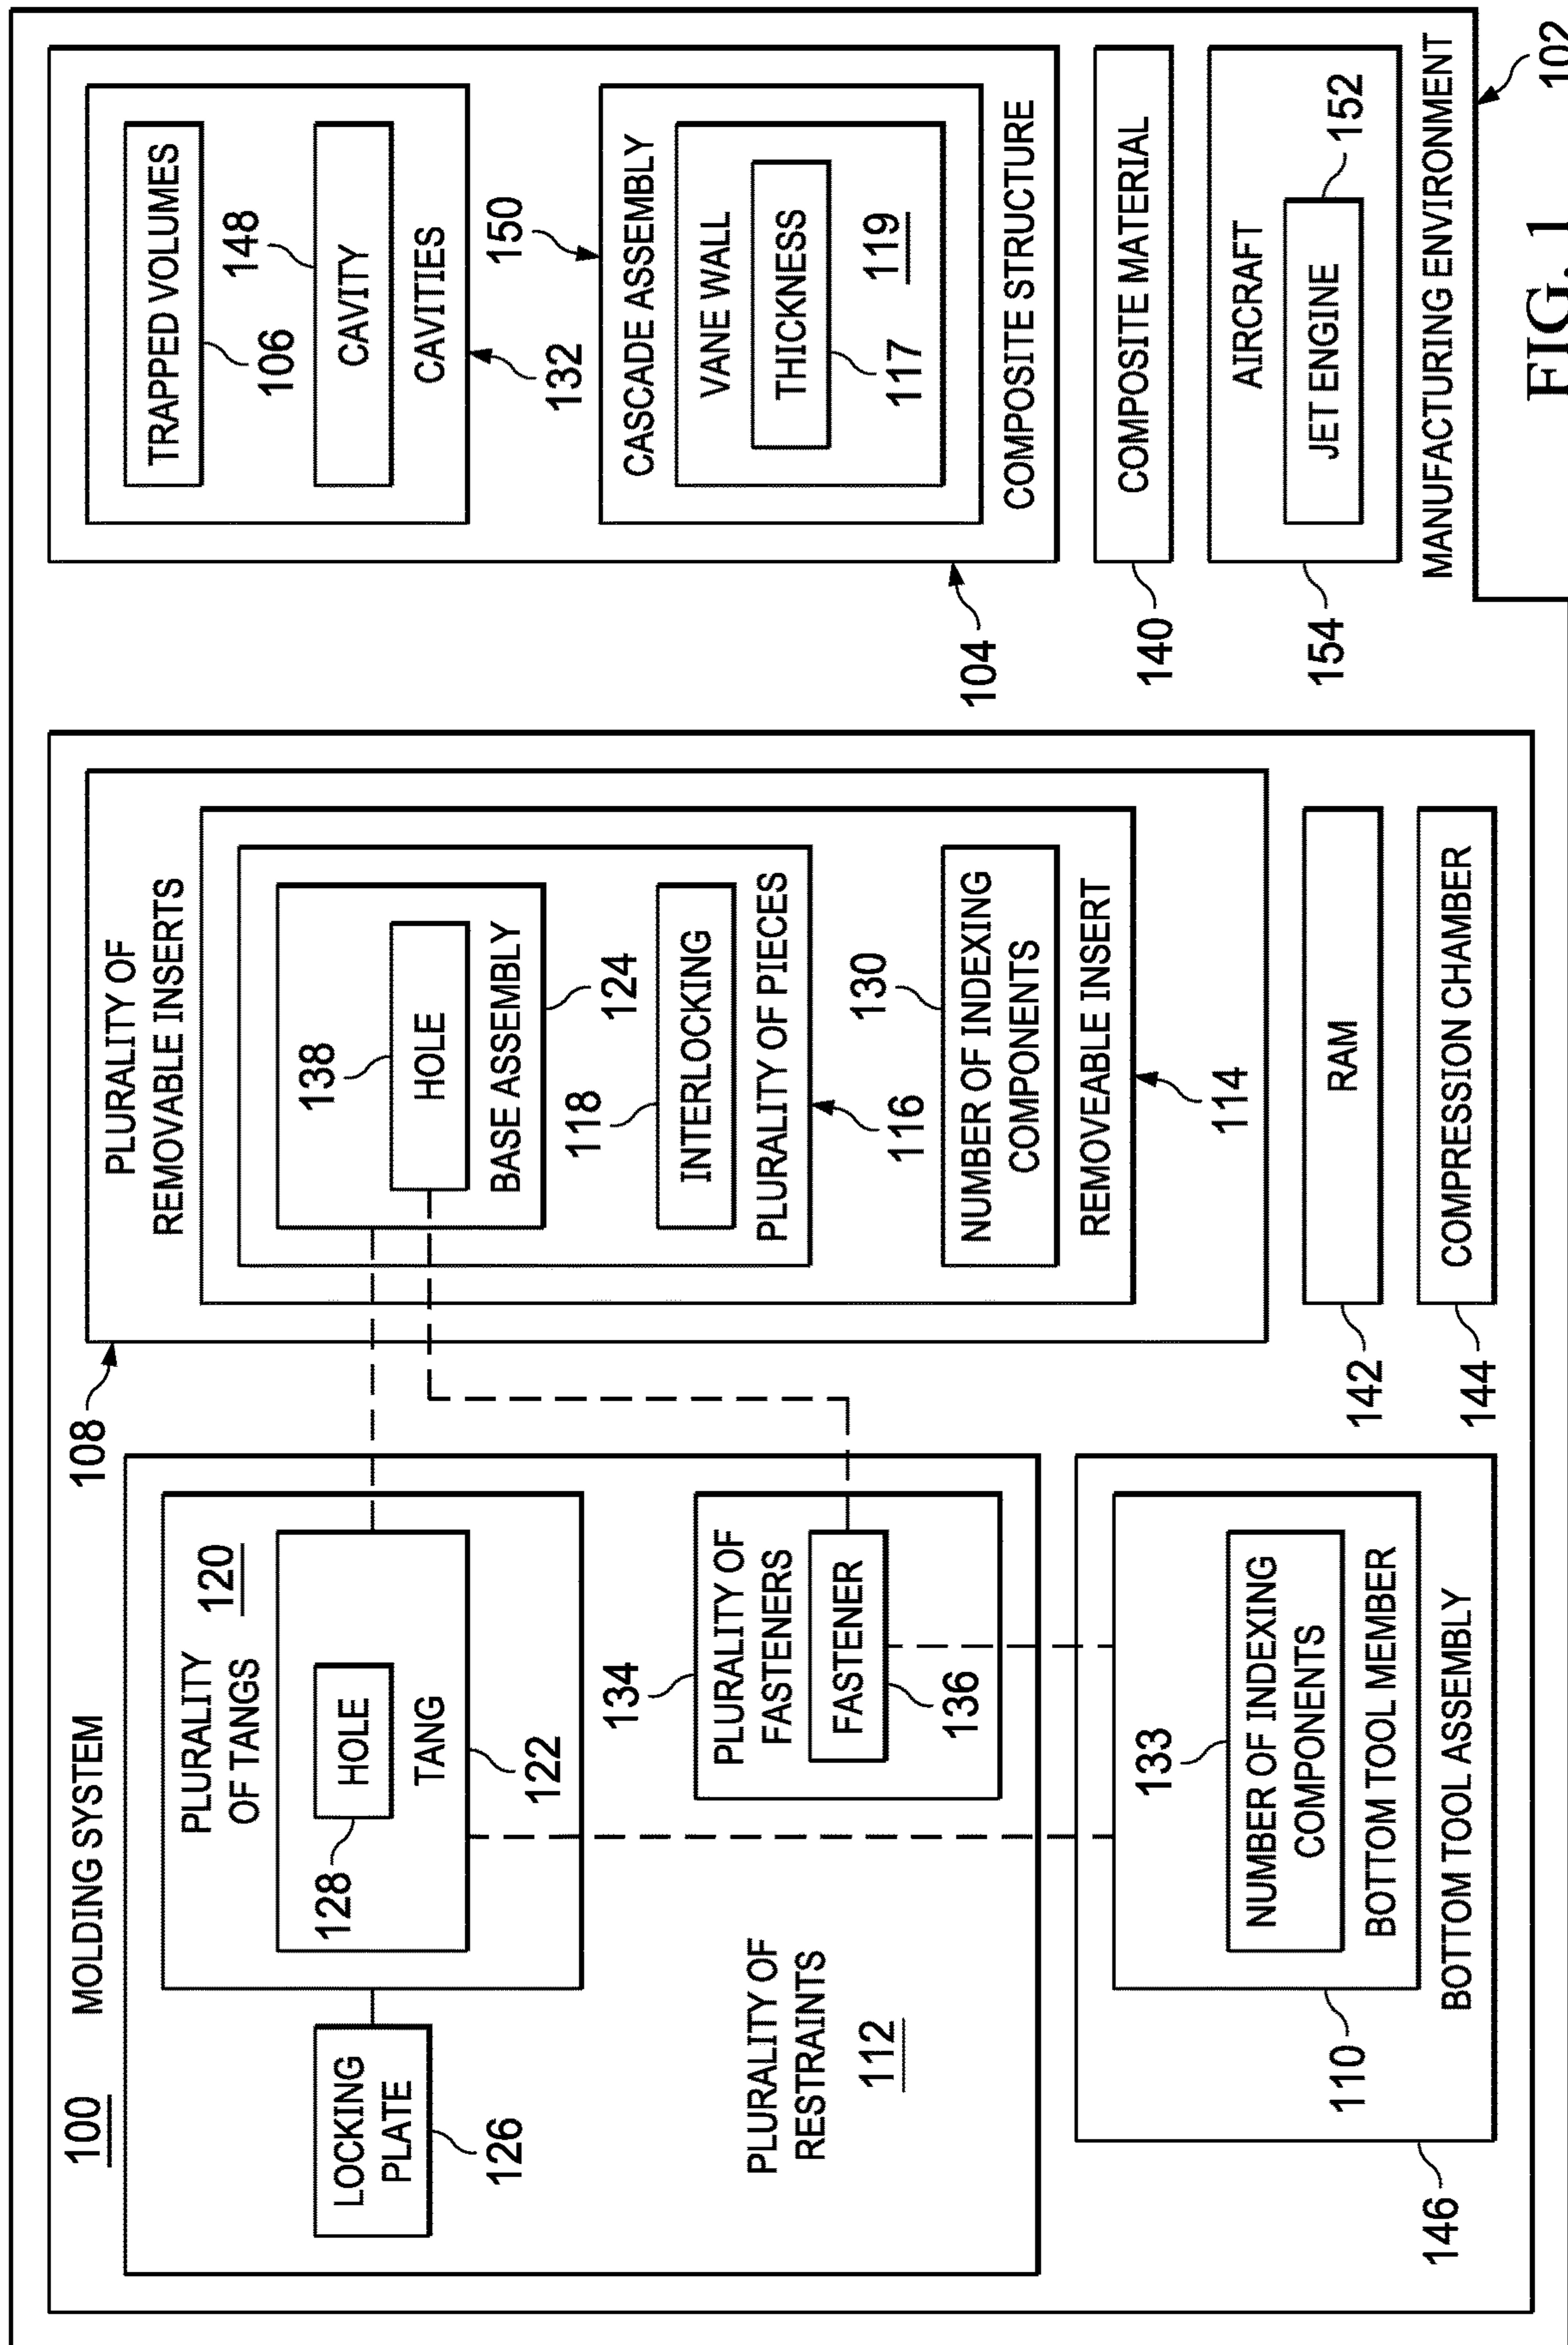 100
MOLDING SYSTEM
LOCKING
PLATE
126
PLURALITY
OF TANGS
120
HOLE
128
TANG
122
PLURALITY OF
RESTRAINTS
112
134
PLURALITY OF
FASTENERS
FASTENER
136
133
NUMBER OF INDEXING
COMPONENTS
BOTTOM TOOL MEMBER
110
BOTTOM TOOL ASSEMBLY
146
108
PLURALITY OF
REMOVABLE INSERTS
138
HOLE
BASE ASSEMBLY
124
118
INTERLOCKING
PLURALITY OF PIECES
116
130
NUMBER OF INDEXING
COMPONENTS
REMOVEABLE INSERT
114
RAM
142
COMPRESSION CHAMBER
144
TRAPPED VOLUMES
106
148
CAVITY
CAVITIES
132
150
CASCADE ASSEMBLY
VANE WALL
THICKNESS
117
119
COMPOSITE STRUCTURE
104
COMPOSITE MATERIAL
140
AIRCRAFT
JET ENGINE
152
154
MANUFACTURING ENVIRONMENT
102
FIG. 1